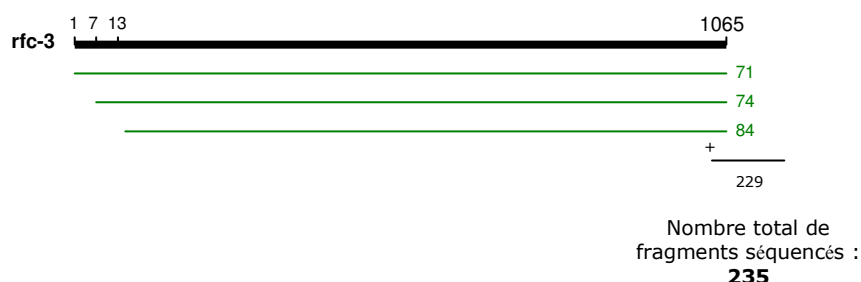 1 7 13 1065
rfc-3
71
74
84
+
229
Nombre total de
fragments séquencés :
235